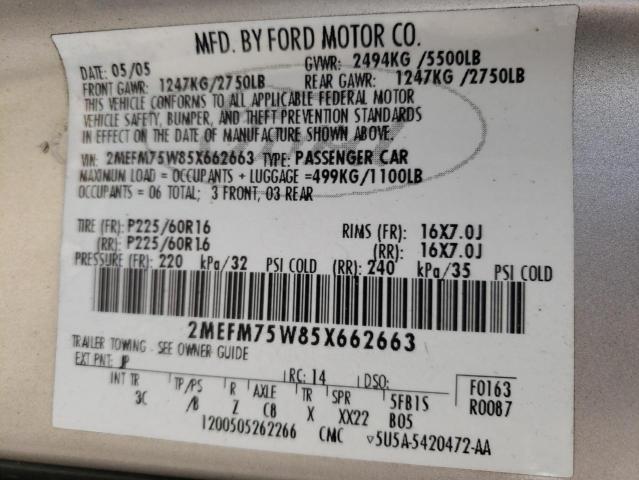 MFD. BY FORD MOTOR CO.
DATE: 05/05 GVWR: 2494KG /5500LB
FRONT GAWR: 1247KG/2750LB REAR GAWR: 1247KG/2750LB
THIS VEHICLE CONFORMS TO ALL APPLICABLE FEDERAL MOTOR
VEHICLE SAFETY, BUMPER, AND THEFT PREVENTION STANDARDS
IN EFFECT ON THE DATE OF MANUFACTURE SHOWN ABOVE.
VIN: 2MEFM75W85X662663 TYPE: PASSENGER CAR
MAXIMUM LOAD = OCCUPANTS + LUGGAGE =499KG/1100LB
OCCUPANTS = 06 TOTAL; 3 FRONT, 03 REAR
TIRE (FR): P225/60R16 RIMS (FR): 16X7.0J
(RR): P225/60R16 (RR): 16X7.0J
PRESSURE (FR): 220 kPa/32 PSI COLD (RR): 240 kPa/35 PSI COLD
2MEFM75W85X662663
TRAILER TOWING - SEE OWNER GUIDE
EXT PNT: JP RC: 14 DSO: F0163
INT TR TP/PS R AXLE TR SPR 5FB1S R0087
3C /B Z C8 X XX22 B05
1200505262266 CMC ▽5U5A-5420472-AA